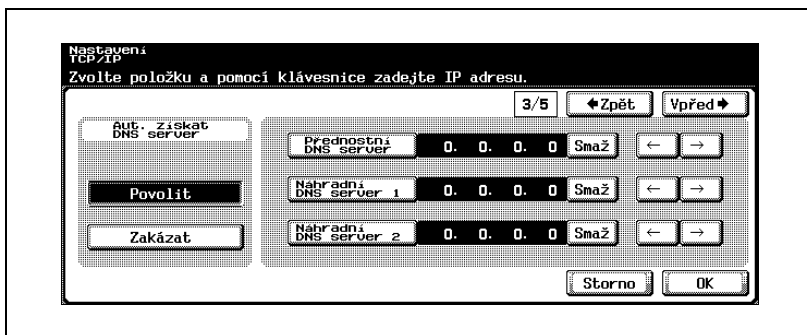 Nastavení
TCP/IP
Zvolte položku a pomocí klávesnice zadejte IP adresu.
3/5 ←Zpět Vpřed→
Aut. získat
DNS server
Přednostní
DNS server 0. 0. 0. 0 Smaž ← →
Povolit
Náhradní
DNS server 1 0. 0. 0. 0 Smaž ← →
Zakázat
Náhradní
DNS server 2 0. 0. 0. 0 Smaž ← →
Storno OK